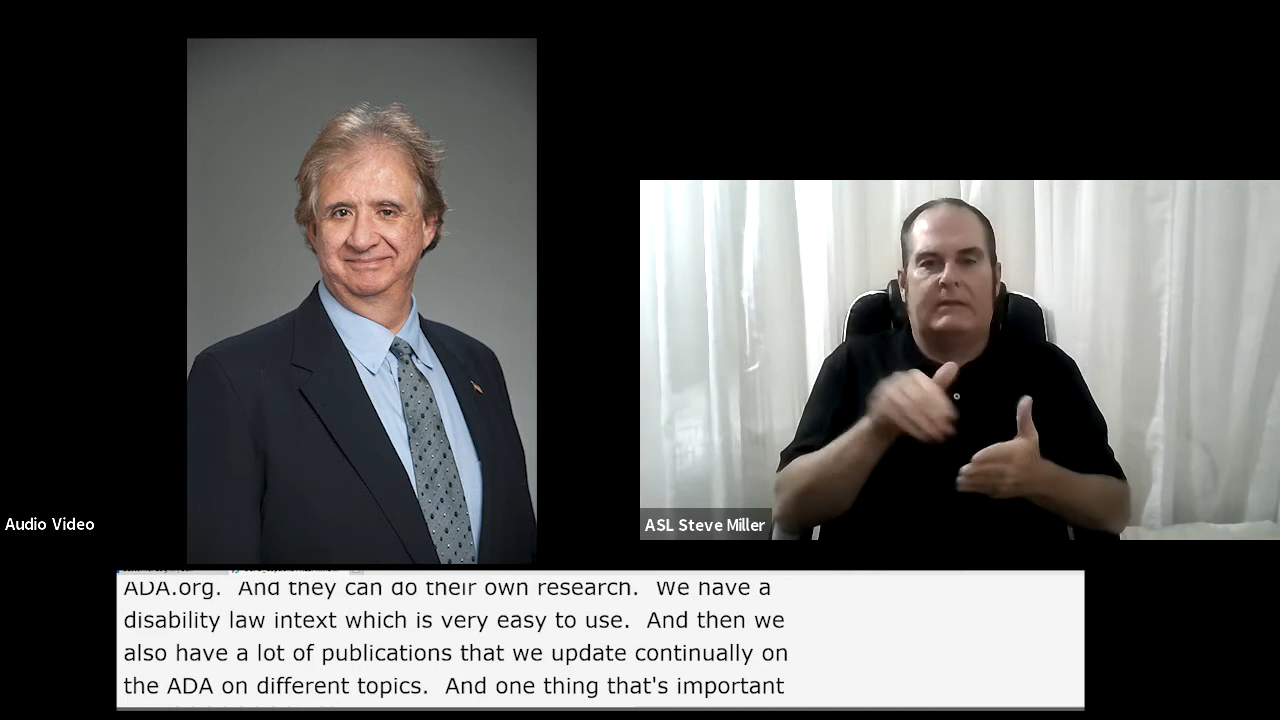 Audio Video
ASL Steve Miller
ADA.org. And they can do their own research. We have a
disability law intext which is very easy to use. And then we
also have a lot of publications that we update continually on
the ADA on different topics. And one thing that's important